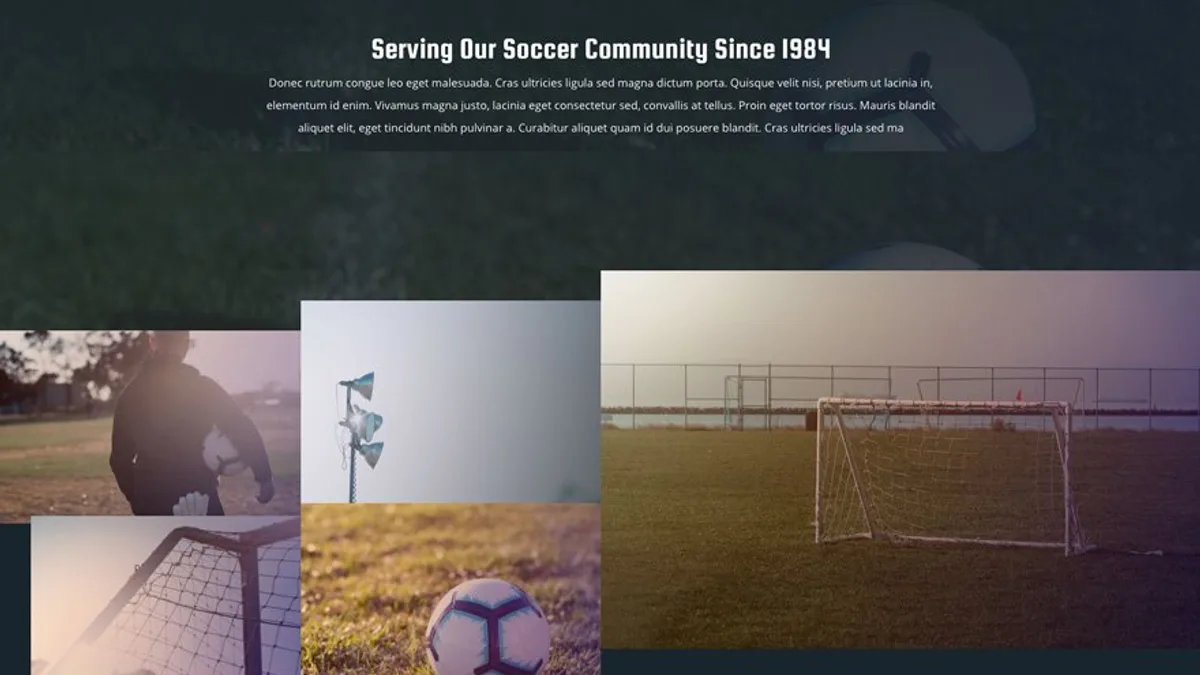 Serving Our Soccer Community Since 1984
Donec rutrum congue leo eget malesuada. Cras ultricies ligula sed magna dictum porta. Quisque velit nisi, pretium ut lacinia in,
elementum id enim. Vivamus magna justo, lacinia eget consectetur sed, convallis at tellus. Proin eget tortor risus. Mauris blandit
aliquet elit, eget tincidunt nibh pulvinar a. Curabitur aliquet quam id dui posuere blandit. Cras ultricies ligula sed ma